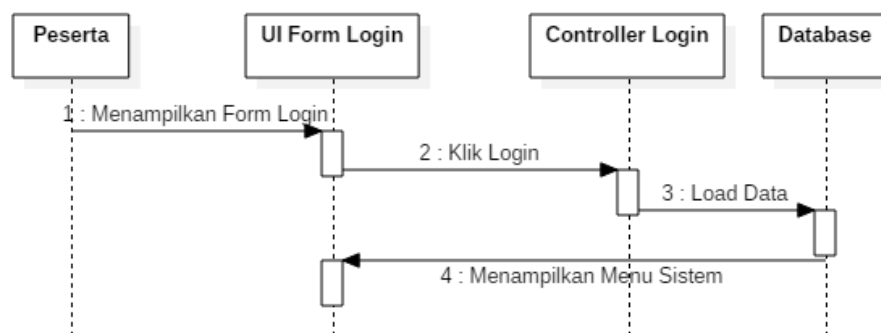 Peserta
UI Form Login
Controller Login
Database
1 : Menampilkan Form Login
2 : Klik Login
3 : Load Data
4 : Menampilkan Menu Sistem